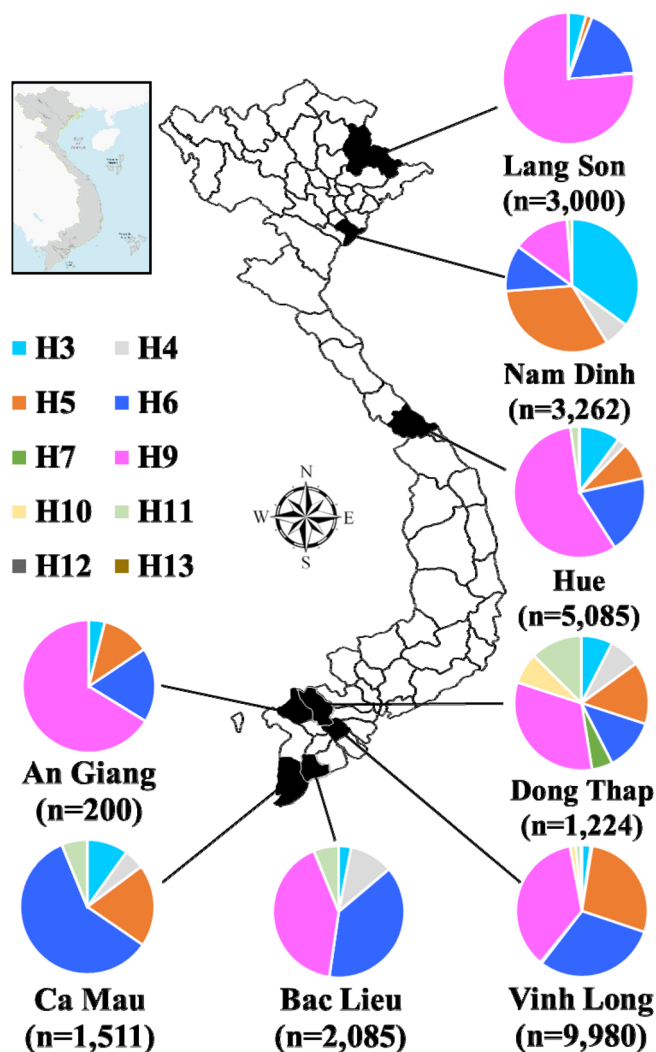 Lang Son
(n=3,000)
Nam Dinh
(n=3,262)
H3
H4
H5
H6
H7
H9
H10
H11
H12
H13
N
W
E
S
Hue
(n=5,085)
An Giang
(n=200)
Dong Thap
(n=1,224)
Ca Mau
(n=1,511)
Bac Lieu
(n=2,085)
Vinh Long
(n=9,980)